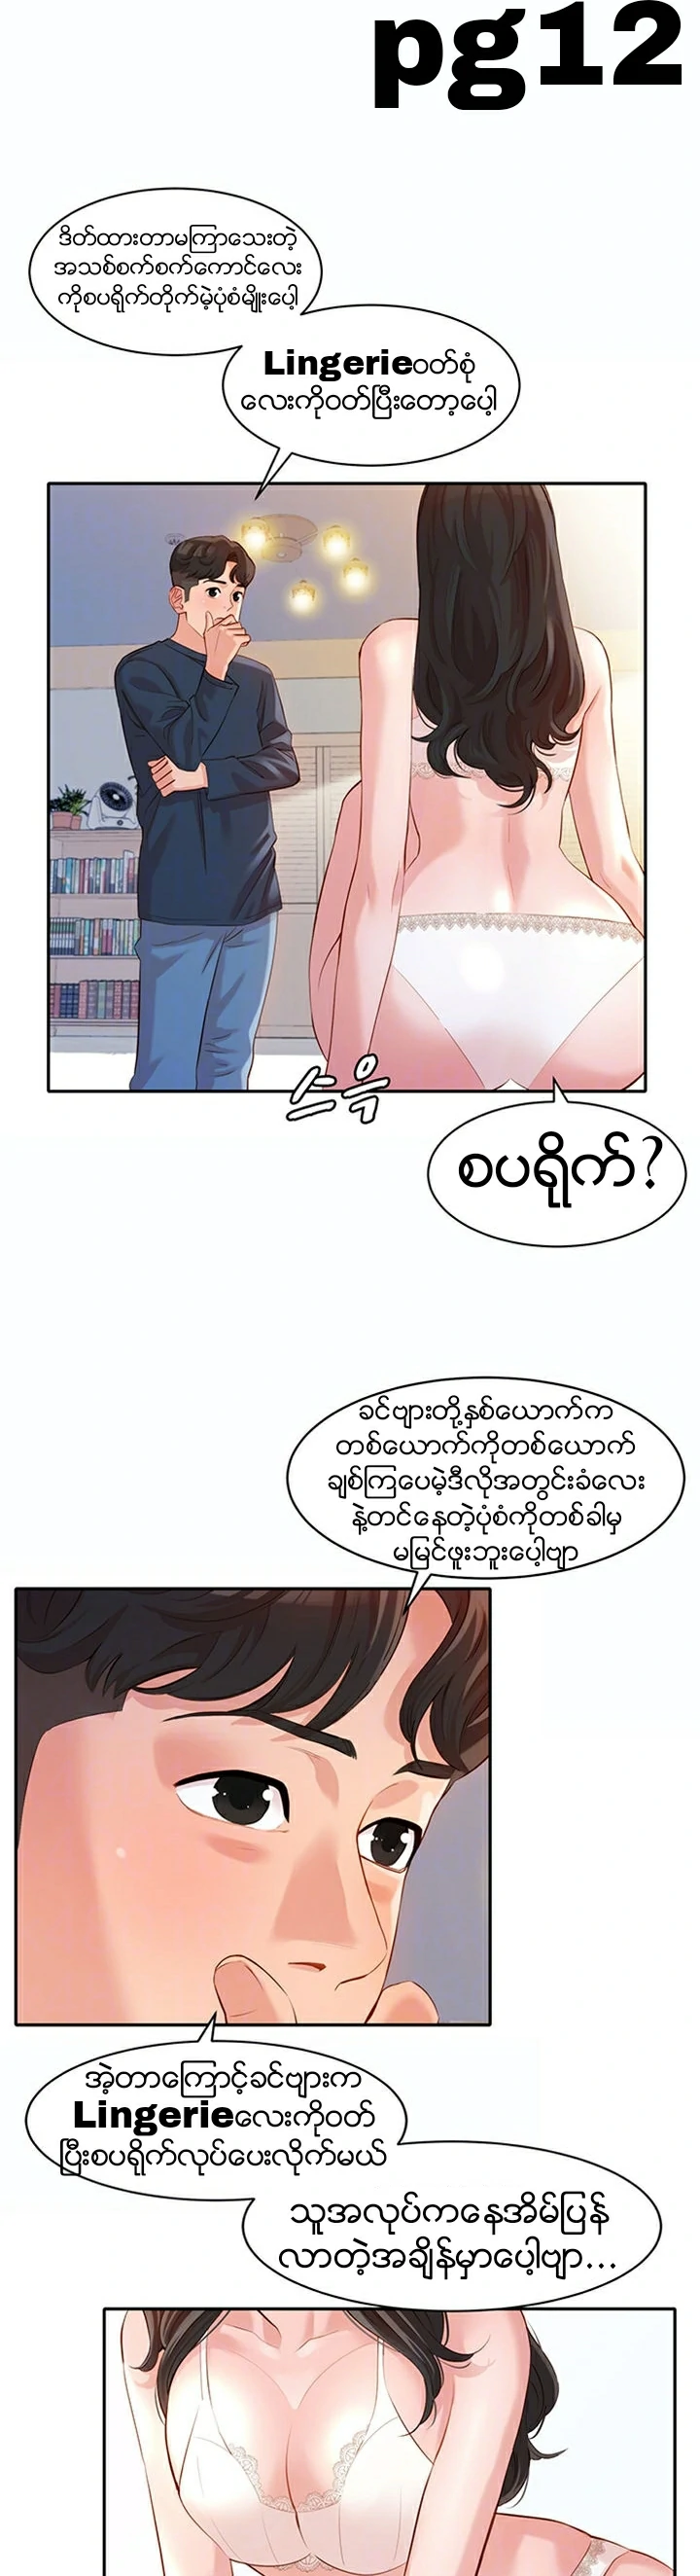 pg12
ဒိတ်ထားတာမကြာသေးတဲ့
အသစ်စက်စက်ကောင်လေး
ကိုစပရိုက်တိုက်မဲ့ပုံစံမျိုးပေါ့
Lingerieဝတ်စုံ
လေးကိုဝတ်ပြီးတော့ပေါ့
스윽
စပရိုက်?
ခင်ဗျားတို့နှစ်ယောက်က
တစ်ယောက်ကိုတစ်ယောက်
ချစ်ကြပေမဲ့ဒီလိုအတွင်းခံလေး
နဲ့တင်နေတဲ့ပုံစံကိုတစ်ခါမှ
မမြင်ဖူးဘူးပေါ့ဗျာ
အဲ့တာကြောင့်ခင်ဗျားက
Lingerieလေးကိုဝတ်
ပြီးစပရိုက်လုပ်ပေးလိုက်မယ်
သူအလုပ်ကနေအိမ်ပြန်
လာတဲ့အချိန်မှာပေါ့ဗျာ...